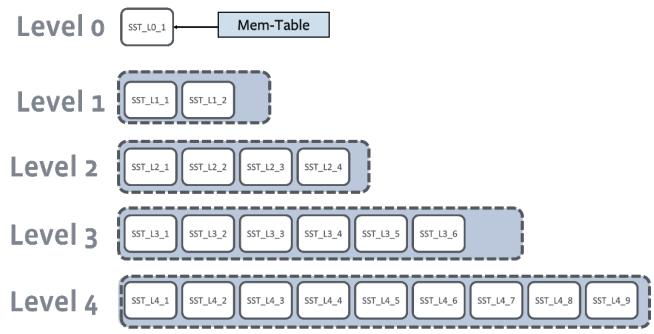 Level 0 SST_L0_1 Mem-Table
Level 1 SST_L1_1 SST_L1_2
Level 2 SST_L2_1 SST_L2_2 SST_L2_3 SST_L2_4
Level 3 SST_L3_1 SST_L3_2 SST_L3_3 SST_L3_4 SST_L3_5 SST_L3_6
Level 4 SST_L4_1 SST_L4_2 SST_L4_3 SST_L4_4 SST_L4_5 SST_L4_6 SST_L4_7 SST_L4_8 SST_L4_9